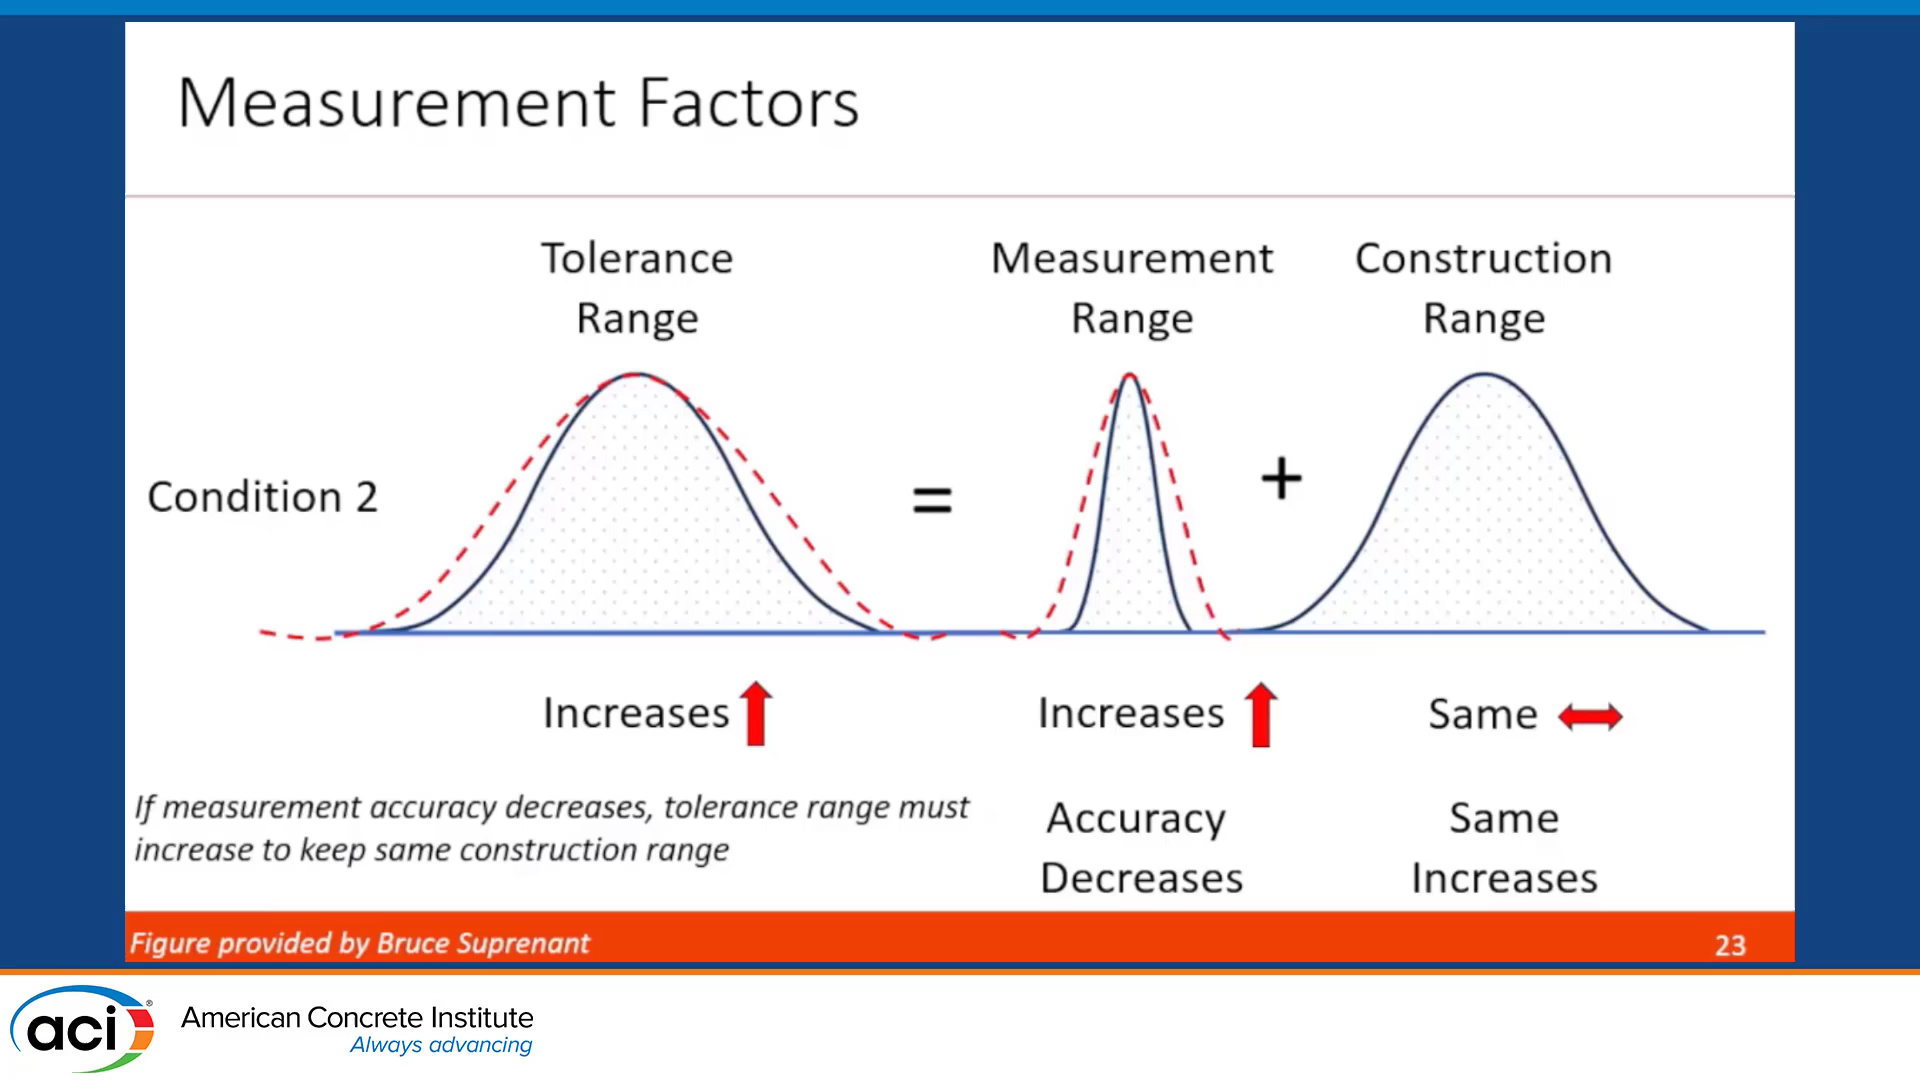 Measurement Factors
Tolerance
Range
Measurement
Range
Construction
Range
Condition 2
=
+
Increases
Increases
Same
If measurement accuracy decreases, tolerance range must
increase to keep same construction range
Accuracy
Decreases
Same
Increases
Figure provided by Bruce Suprenant
23
aci®
American Concrete Institute
Always advancing